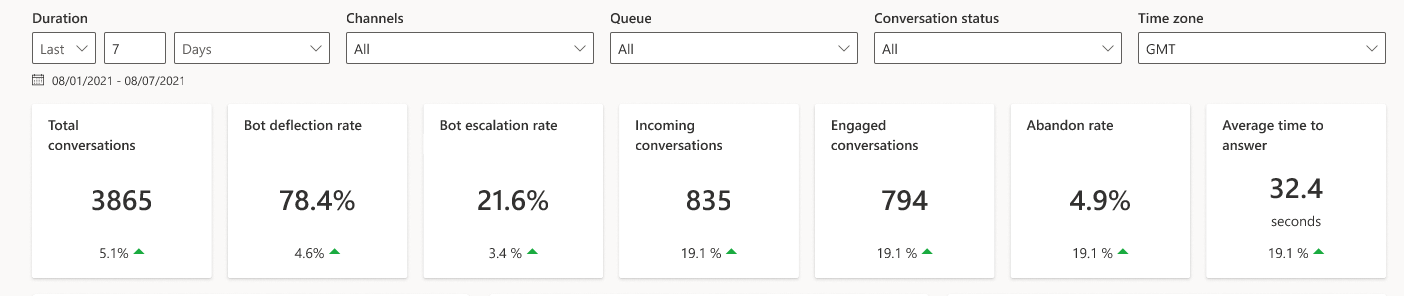 Duration
Channels
Queue
Conversation status
Time zone
Last
7
Days
All
All
All
GMT
08/01/2021 - 08/07/2021
Total
conversations
3865
5.1%
Bot deflection rate
78.4%
4.6%
Bot escalation rate
21.6%
3.4 %
Incoming
conversations
835
19.1 %
Engaged
conversations
794
19.1 %
Abandon rate
4.9%
19.1 %
Average time to
answer
32.4
seconds
19.1 %